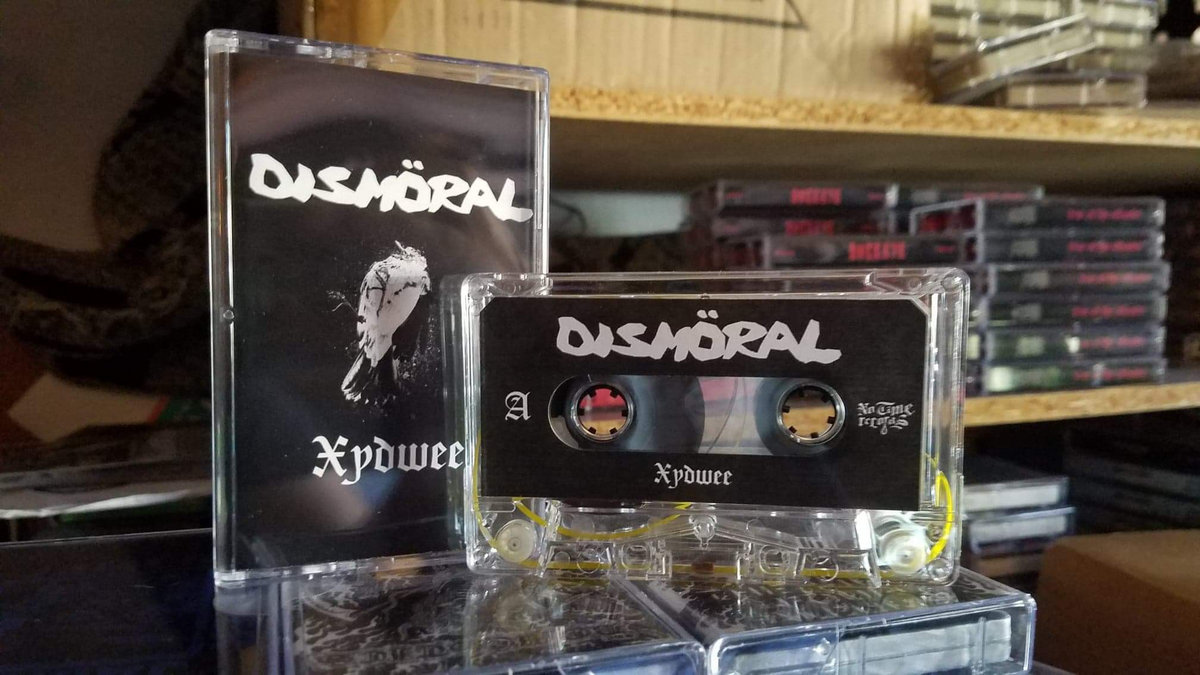 DISMÖRAL
Xydwee
DISMÖRAL
A
No Time
records
Xydwee